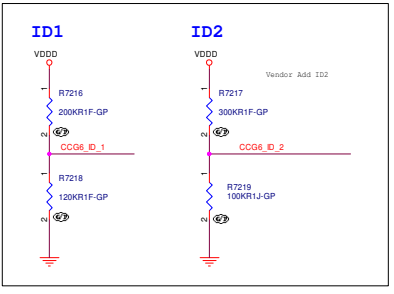 ID1
ID2
VDDD
VDDD
Vendor Add ID2
1
R7216
200KR1F-GP
2
1
R7217
300KR1F-GP
2
CCG6_ID_1
CCG6_ID_2
1
R7218
120KR1F-GP
2
1
R7219
100KR1J-GP
2